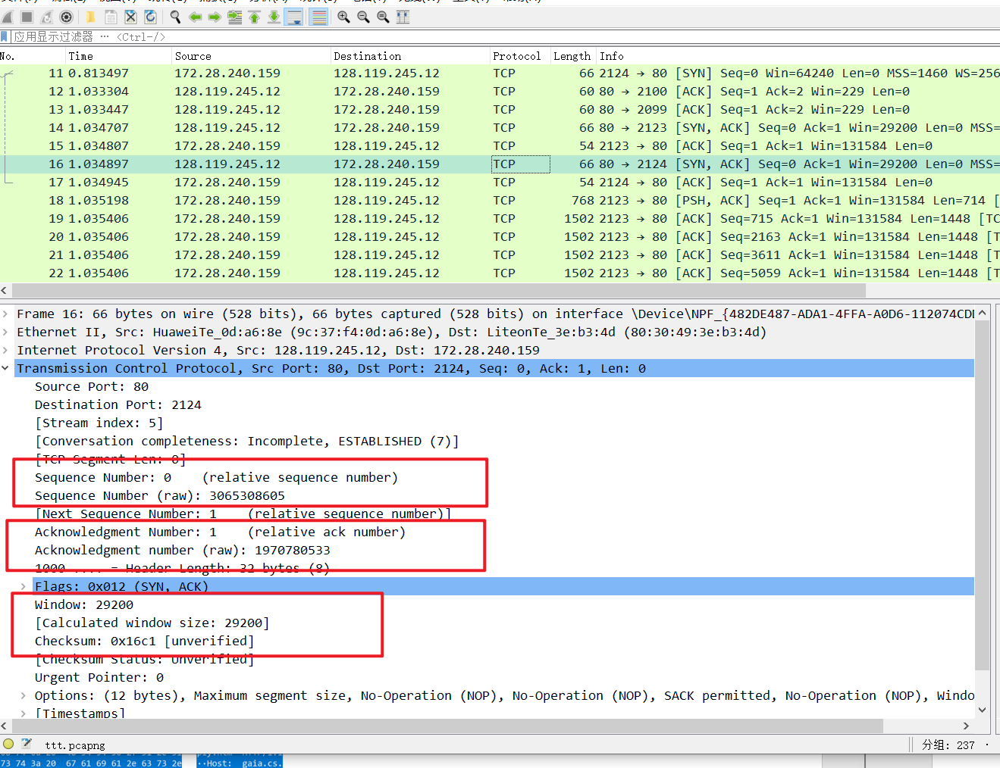 应用显示过滤器 … <Ctrl-/>
No. Time Source Destination Protocol Length Info
11 0.813497 172.28.240.159 128.119.245.12 TCP 66 2124 → 80 [SYN] Seq=0 Win=64240 Len=0 MSS=1460 WS=256
12 1.033304 128.119.245.12 172.28.240.159 TCP 60 80 → 2100 [ACK] Seq=1 Ack=2 Win=229 Len=0
13 1.033447 128.119.245.12 172.28.240.159 TCP 60 80 → 2099 [ACK] Seq=1 Ack=2 Win=229 Len=0
14 1.034707 128.119.245.12 172.28.240.159 TCP 66 80 → 2123 [SYN, ACK] Seq=0 Ack=1 Win=29200 Len=0 MSS=
15 1.034807 172.28.240.159 128.119.245.12 TCP 54 2123 → 80 [ACK] Seq=1 Ack=1 Win=131584 Len=0
16 1.034897 128.119.245.12 172.28.240.159 TCP 66 80 → 2124 [SYN, ACK] Seq=0 Ack=1 Win=29200 Len=0 MSS=
17 1.034945 172.28.240.159 128.119.245.12 TCP 54 2124 → 80 [ACK] Seq=1 Ack=1 Win=131584 Len=0
18 1.035198 172.28.240.159 128.119.245.12 TCP 768 2123 → 80 [PSH, ACK] Seq=1 Ack=1 Win=131584 Len=714 [
19 1.035406 172.28.240.159 128.119.245.12 TCP 1502 2123 → 80 [ACK] Seq=715 Ack=1 Win=131584 Len=1448 [TC
20 1.035406 172.28.240.159 128.119.245.12 TCP 1502 2123 → 80 [ACK] Seq=2163 Ack=1 Win=131584 Len=1448 [T
21 1.035406 172.28.240.159 128.119.245.12 TCP 1502 2123 → 80 [ACK] Seq=3611 Ack=1 Win=131584 Len=1448 [T
22 1.035406 172.28.240.159 128.119.245.12 TCP 1502 2123 → 80 [ACK] Seq=5059 Ack=1 Win=131584 Len=1448 [T
Frame 16: 66 bytes on wire (528 bits), 66 bytes captured (528 bits) on interface \Device\NPF_{482DE487-ADA1-4FFA-A0D6-112074CD
Ethernet II, Src: HuaweiTe_0d:a6:8e (9c:37:f4:0d:a6:8e), Dst: LiteonTe_3e:b3:4d (80:30:49:3e:b3:4d)
Internet Protocol Version 4, Src: 128.119.245.12, Dst: 172.28.240.159
Transmission Control Protocol, Src Port: 80, Dst Port: 2124, Seq: 0, Ack: 1, Len: 0
Source Port: 80
Destination Port: 2124
[Stream index: 5]
[Conversation completeness: Incomplete, ESTABLISHED (7)]
[TCP Segment Len: 0]
Sequence Number: 0 (relative sequence number)
Sequence Number (raw): 3065308605
[Next Sequence Number: 1 (relative sequence number)]
Acknowledgment Number: 1 (relative ack number)
Acknowledgment number (raw): 1970780533
1000 .... = Header Length: 32 bytes (8)
Flags: 0x012 (SYN, ACK)
Window: 29200
[Calculated window size: 29200]
Checksum: 0x16c1 [unverified]
[Checksum Status: Unverified]
Urgent Pointer: 0
Options: (12 bytes), Maximum segment size, No-Operation (NOP), No-Operation (NOP), SACK permitted, No-Operation (NOP), Windo
[Timestamps]
ttt.pcapng 分组: 237 ·
73 74 3a 20 67 61 69 61 2e 63 73 2e ··Host: gaia.cs.